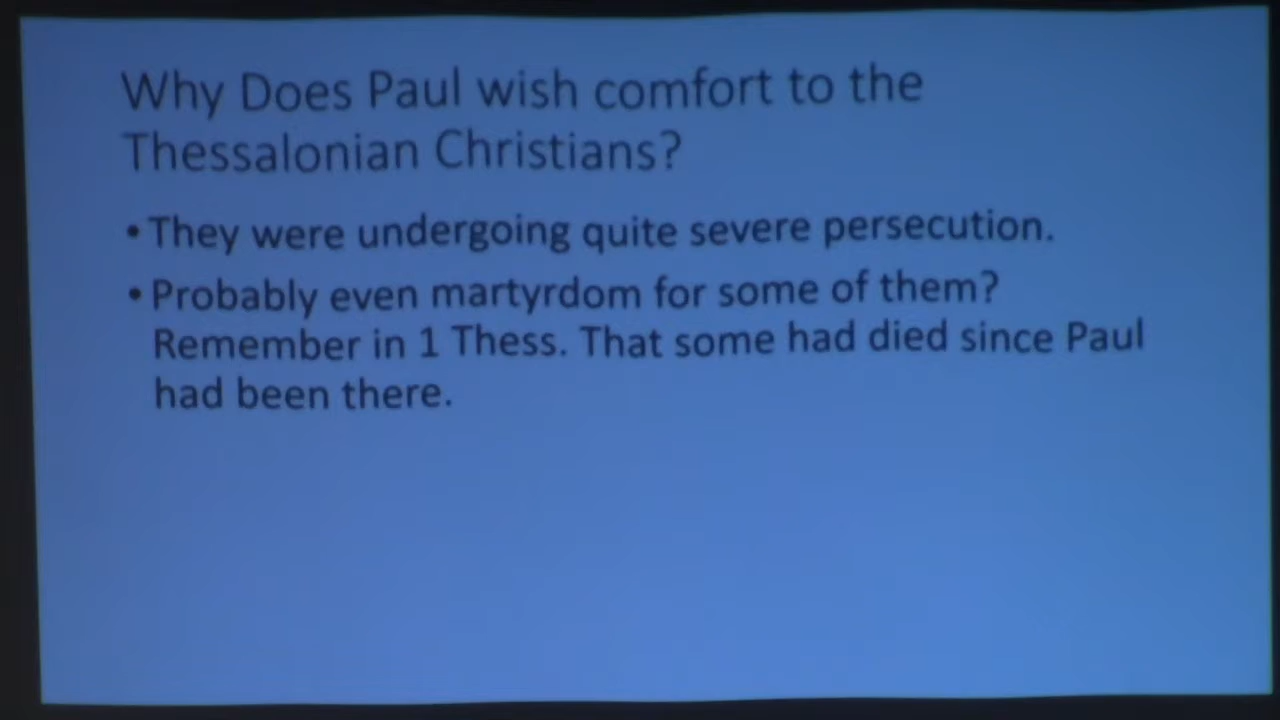 Why Does Paul wish comfort to the
Thessalonian Christians?
• They were undergoing quite severe persecution.
• Probably even martyrdom for some of them?
Remember in 1 Thess. That some had died since Paul
had been there.